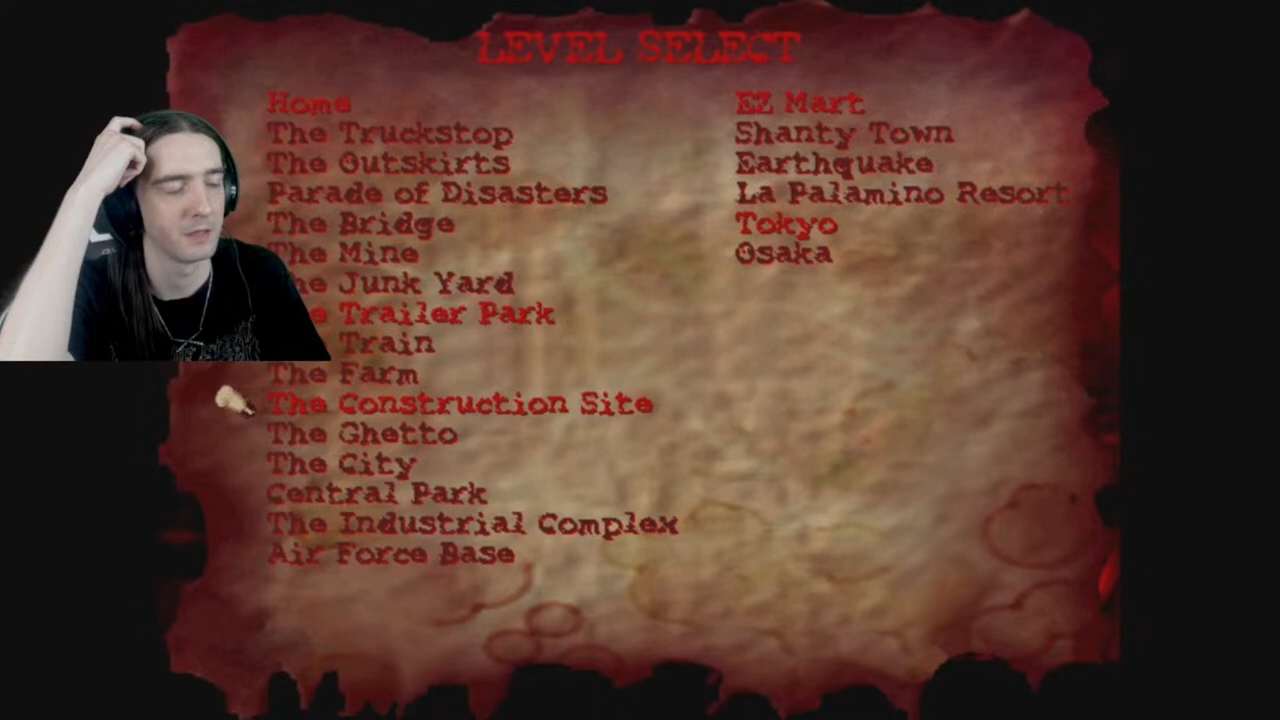 LEVEL SELECT
Home
The Truckstop
The Outskirts
Parade of Disasters
The Bridge
The Mine
he Junk Yard
e Trailer Park
Train
The Farm
The Construction Site
The Ghetto
The City
Central Park
The Industrial Complex
Air Force Base
EZ Mart
Shanty Town
Earthquake
La Palamino Resort
Tokyo
Osaka